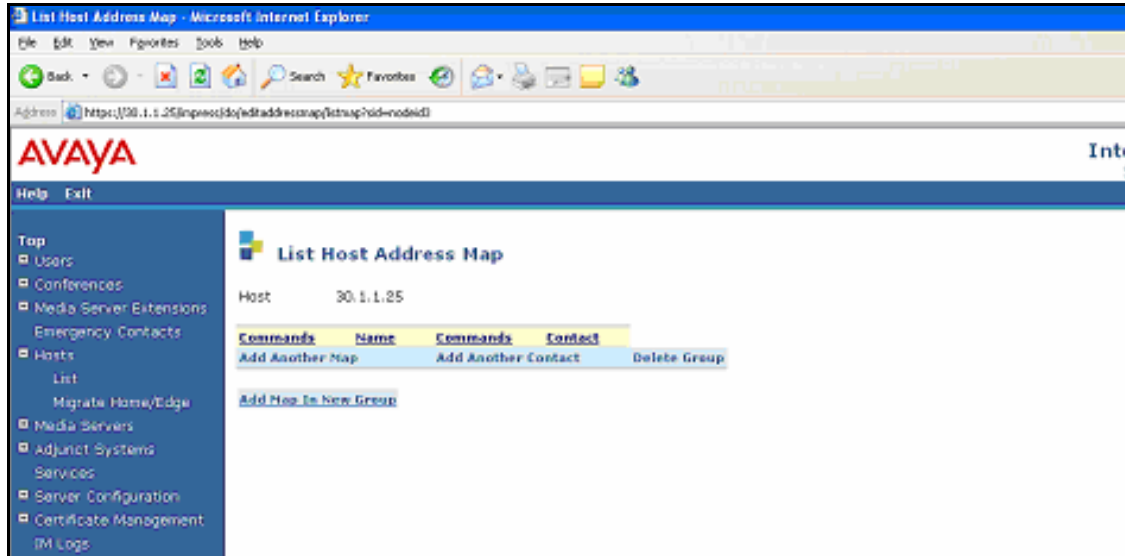 List Host Address Map - Microsoft Internet Explorer
File Edit View Favorites Tools Help
Back Search Favorites
Address https://30.1.1.25/impress/do/editaddressmap/listmap?sid=nodeid3
AVAYA
Inte
Help Exit
Top
Users
Conferences
Media Server Extensions
Emergency Contacts
Hosts
List
Migrate Home/Edge
Media Servers
Adjunct Systems
Services
Server Configuration
Certificate Management
IM Logs
List Host Address Map
Host 30.1.1.25
Commands Name Commands Contact
Add Another Map Add Another Contact Delete Group
Add Map In New Group